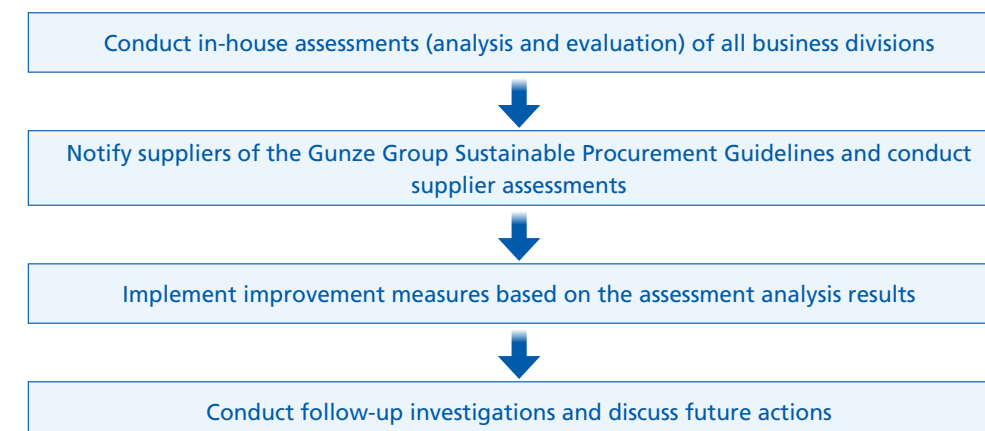 Conduct in-house assessments (analysis and evaluation) of all business divisions
Notify suppliers of the Gunze Group Sustainable Procurement Guidelines and conduct
supplier assessments
Implement improvement measures based on the assessment analysis results
Conduct follow-up investigations and discuss future actions